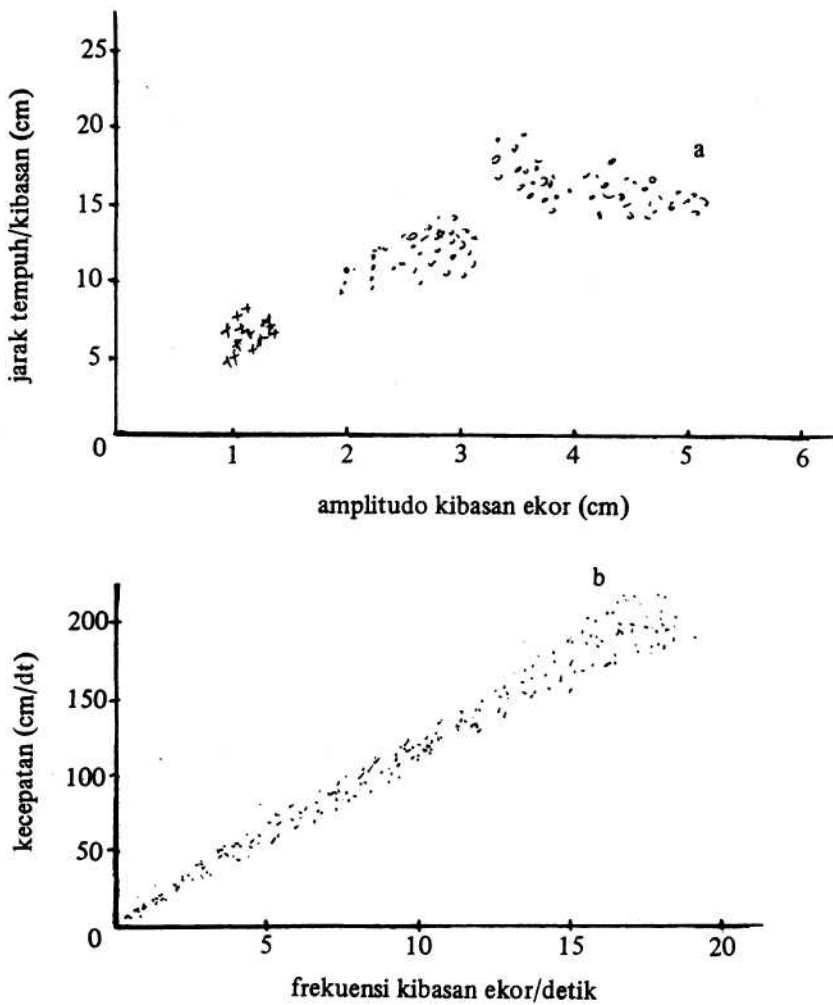 jarak tempuh/kibasan (cm)
25
20
15
10
5
0
a
1 2 3 4 5 6
amplitudo kibasan ekor (cm)
b
kecepatan (cm/dt)
200
150
100
50
0
5 10 15 20
frekuensi kibasan ekor/detik